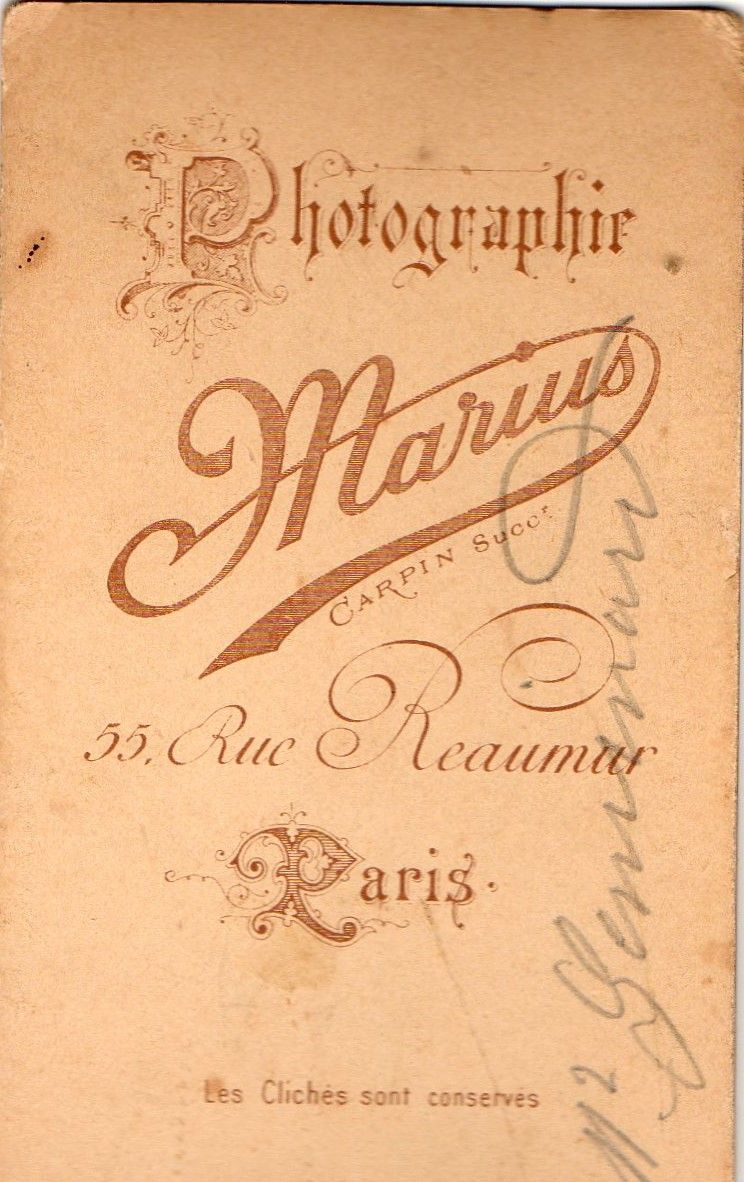 Photographie
Marius
CARPIN SUCCR
55, Rue Reaumur
Paris.
Les Clichés sont conservés